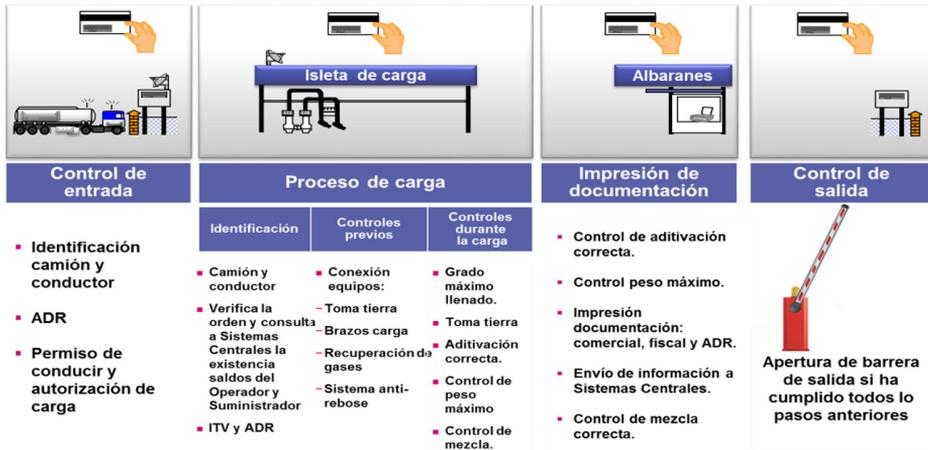 Isleta de carga
Albaranes
Control de
entrada
Identificación
camión y
conductor
ADR
Permiso de
conducir y
autorización de
carga
Proceso de carga
Identificación
Camión y
conductor
Verifica la
orden y consulta
a Sistemas
Centrales la
existencia
saldos del
Operador y
Suministrador
ITV y ADR
Controles
previos
Conexión
equipos:
Toma tierra
Brazos carga
Recuperación de
gases
Sistema anti-
rebose
Controles
durante
la carga
Grado
máximo
llenado.
Toma tierra
Aditivación
correcta.
Control de
peso
máximo
Control de
mezcla.
Impresión de
documentación
Control de aditivación
correcta.
Control peso máximo.
Impresión
documentación:
comercial, fiscal y ADR.
Envío de información a
Sistemas Centrales.
Control de mezcla
correcta.
Control de
salida
Apertura de barrera
de salida si ha
cumplido todos lo
pasos anteriores